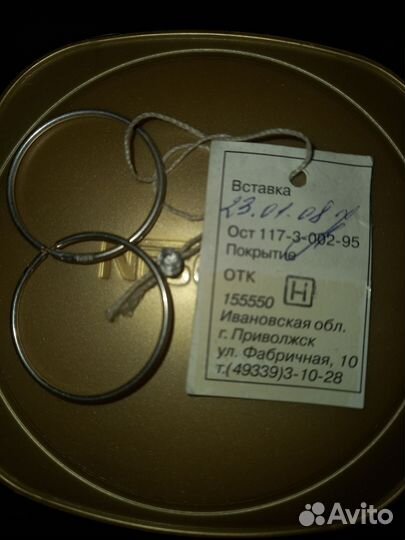 Вставка
23.01.08
Ост 117-3-002-95
Покрытие
ОТК
155550
Ивановская обл.
г. Приволжск
ул. Фабричная, 10
т.(49339)3-10-28
Avito